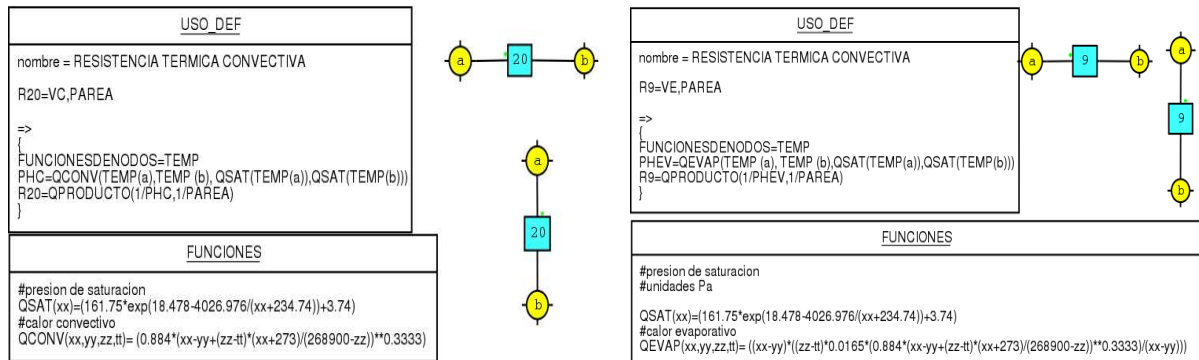 USO_DEF
nombre = RESISTENCIA TERMICA CONVECTIVA
R20=VC,PAREA
=>
{
FUNCIONESDENODOS=TEMP
PHC=QCONV(TEMP(a),TEMP (b), QSAT(TEMP(a)),QSAT(TEMP(b)))
R20=QPRODUCTO(1/PHC,1/PAREA)
}
FUNCIONES
#presion de saturacion
QSAT(xx)=(161.75*exp(18.478-4026.976/(xx+234.74))+3.74)
#calor convectivo
QCONV(xx,yy,zz,tt)= (0.884*(xx-yy+(zz-tt)*(xx+273)/(268900-zz))**0.3333)
a 20 b
a
20
b
USO_DEF
nombre = RESISTENCIA TERMICA CONVECTIVA
R9=VE,PAREA
=>
{
FUNCIONESDENODOS=TEMP
PHEV=QEVAP(TEMP (a), TEMP (b),QSAT(TEMP(a)),QSAT(TEMP(b)))
R9=QPRODUCTO(1/PHEV,1/PAREA)
}
a 9 b
a
9
b
FUNCIONES
#presion de saturacion
#unidades Pa
QSAT(xx)=(161.75*exp(18.478-4026.976/(xx+234.74))+3.74)
#calor evaporativo
QEVAP(xx,yy,zz,tt)= ((xx-yy)*((zz-tt)*0.0165*(0.884*(xx-yy+(zz-tt)*(xx+273)/(268900-zz))**0.3333)/(xx-yy)))